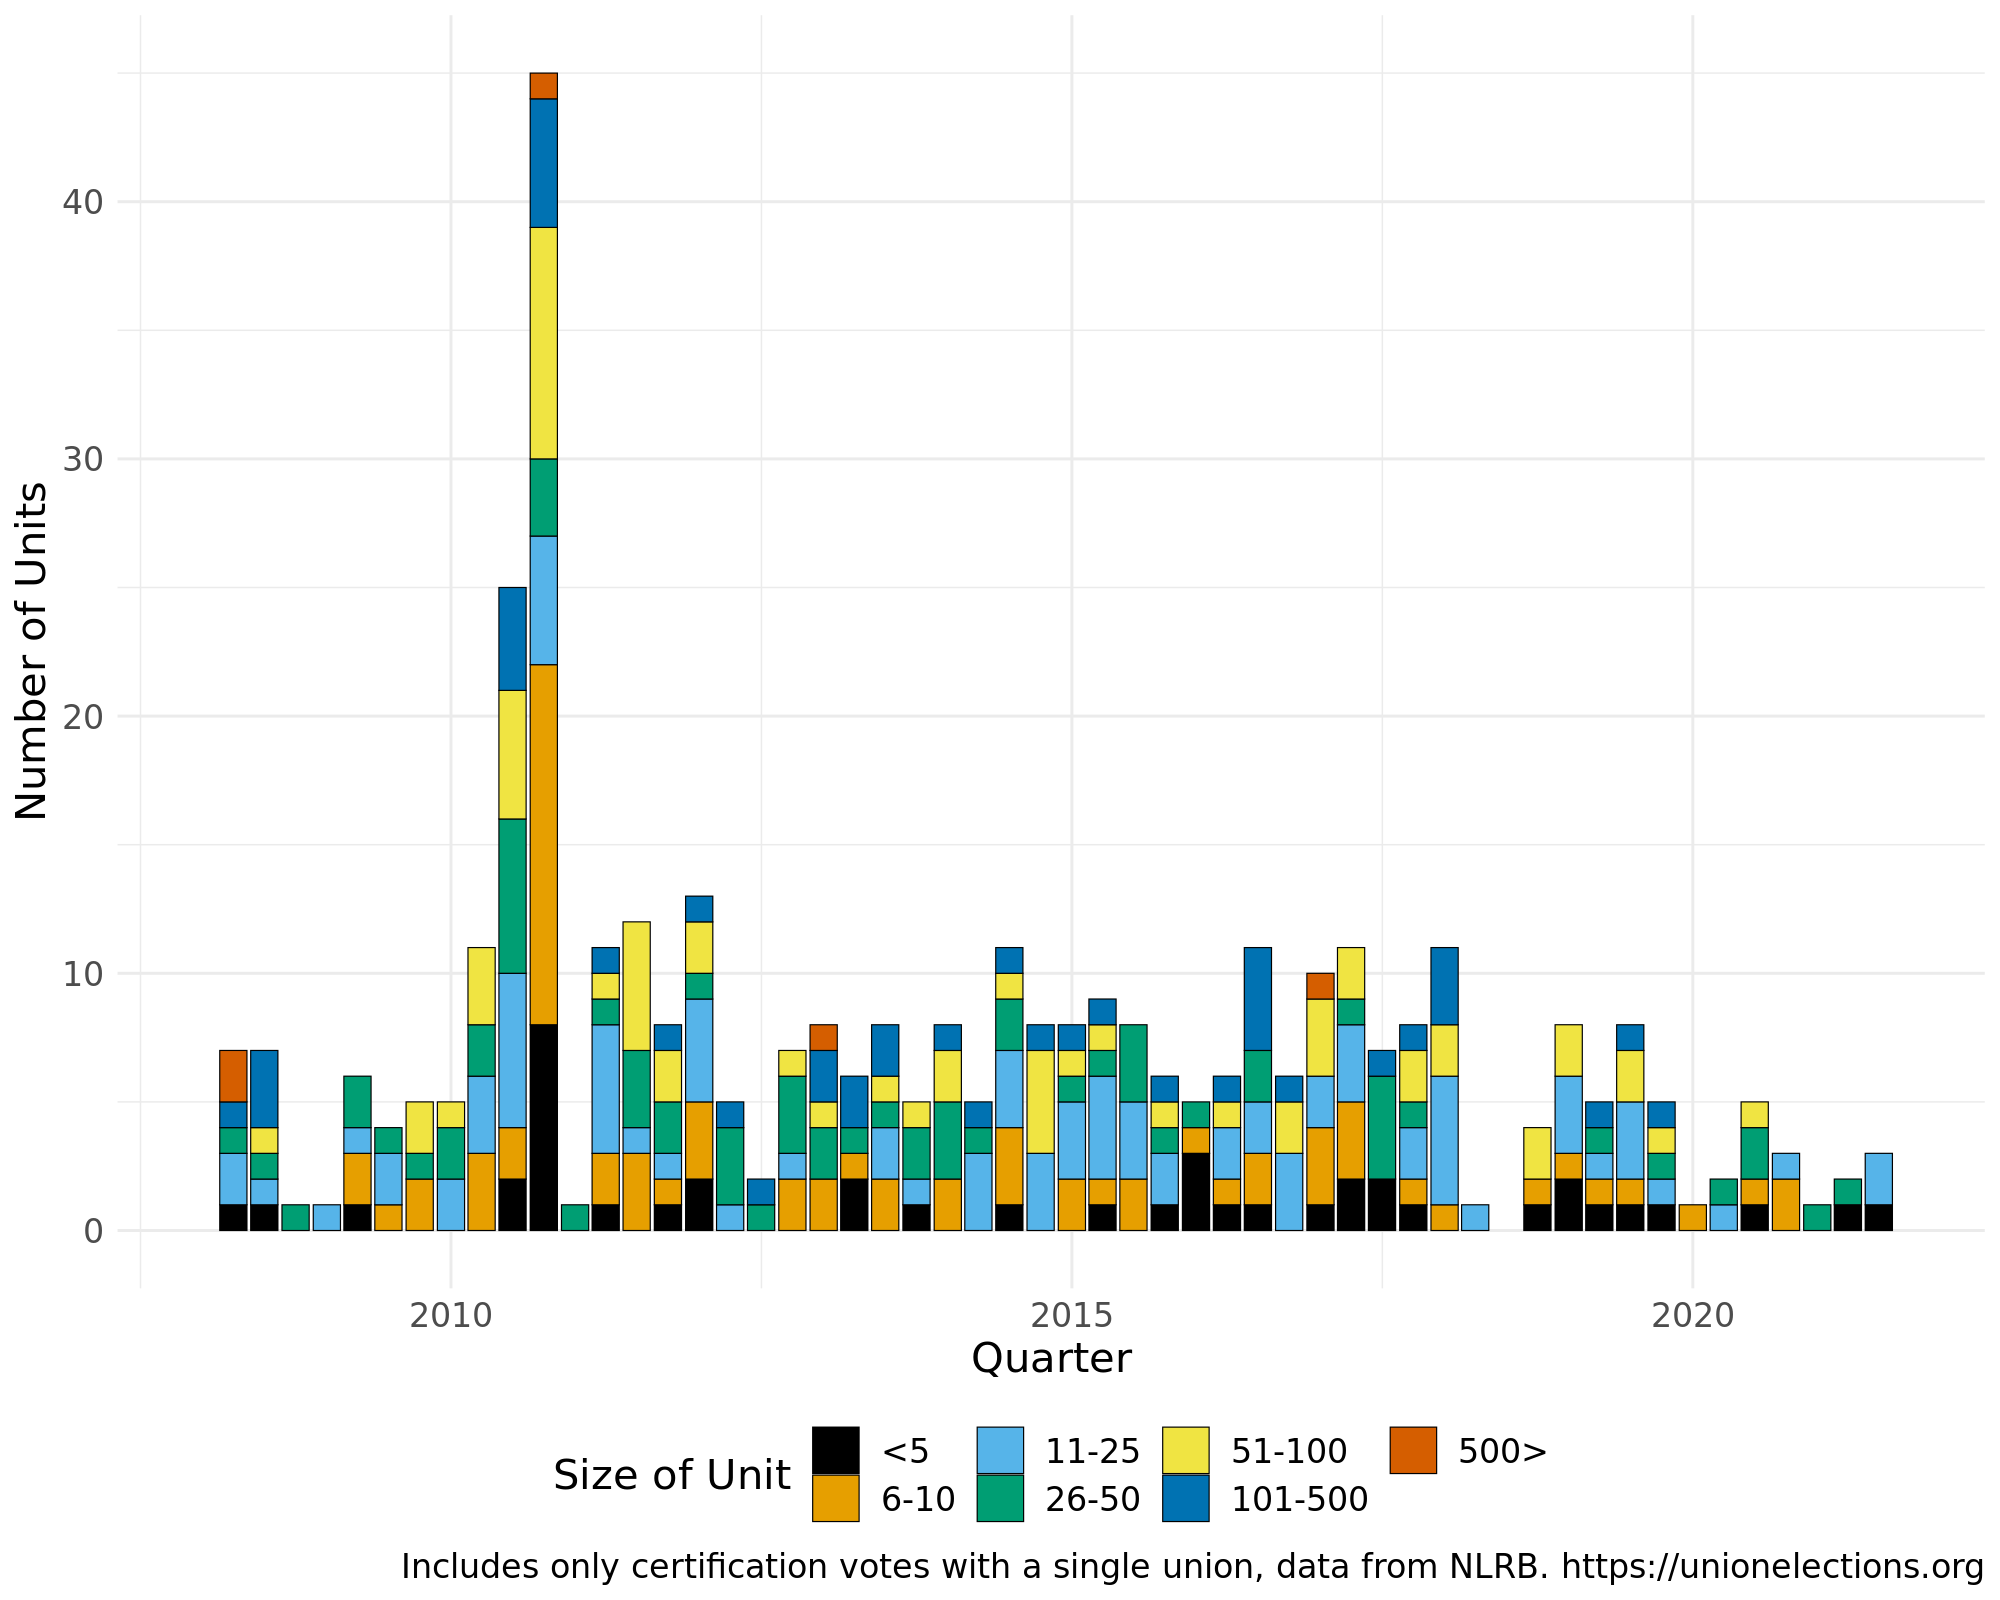 Number of Units
40
30
20
10
0
2010 2015 2020
Quarter
Size of Unit
<5 11-25 51-100 500>
6-10 26-50 101-500
Includes only certification votes with a single union, data from NLRB. https://unionelections.org